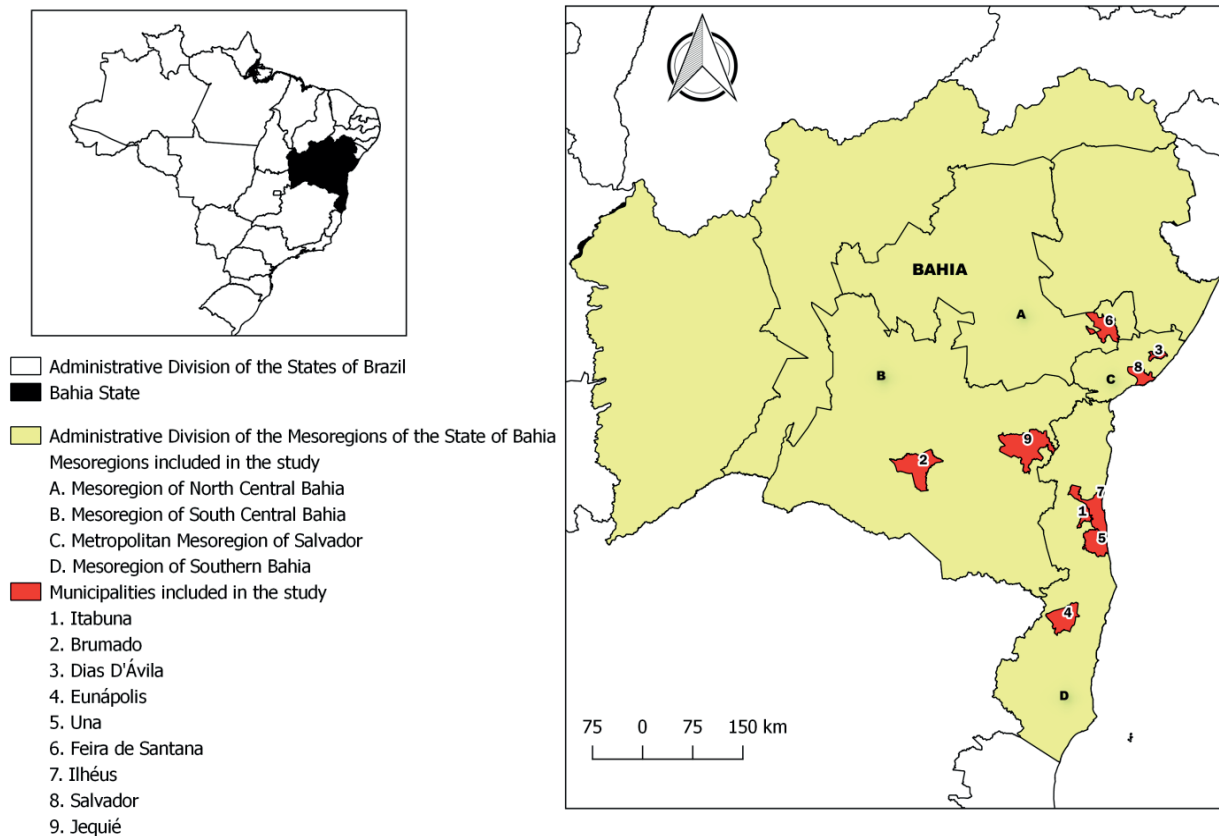 Administrative Division of the States of Brazil
Bahia State
Administrative Division of the Mesoregions of the State of Bahia
Mesoregions included in the study
A. Mesoregion of North Central Bahia
B. Mesoregion of South Central Bahia
C. Metropolitan Mesoregion of Salvador
D. Mesoregion of Southern Bahia
Municipalities included in the study
1. Itabuna
2. Brumado
3. Dias D'Ávila
4. Eunápolis
5. Una
6. Feira de Santana
7. Ilhéus
8. Salvador
9. Jequié
BAHIA
A
6
3
8
B
C
9
2
7
1
5
4
D
75 0 75 150 km